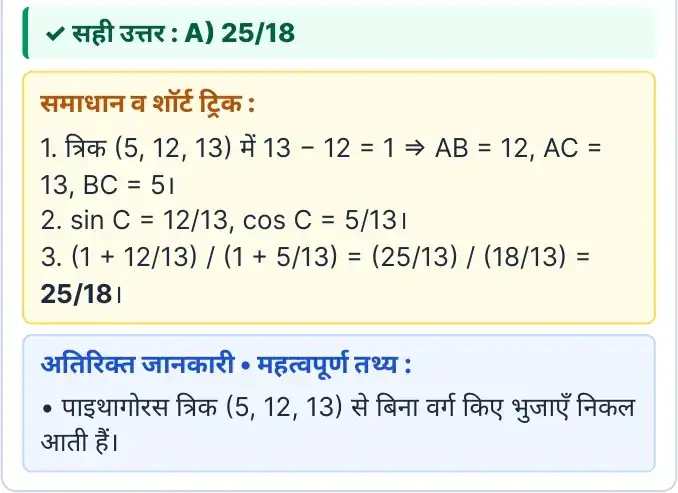 ✓ सही उत्तर : A) 25/18
समाधान व शॉर्ट ट्रिक :
1. त्रिक (5, 12, 13) में 13 − 12 = 1 ⇒ AB = 12, AC =
13, BC = 5।
2. sin C = 12/13, cos C = 5/13।
3. (1 + 12/13) / (1 + 5/13) = (25/13) / (18/13) =
25/18।
अतिरिक्त जानकारी • महत्वपूर्ण तथ्य :
• पाइथागोरस त्रिक (5, 12, 13) से बिना वर्ग किए भुजाएँ निकल
आती हैं।